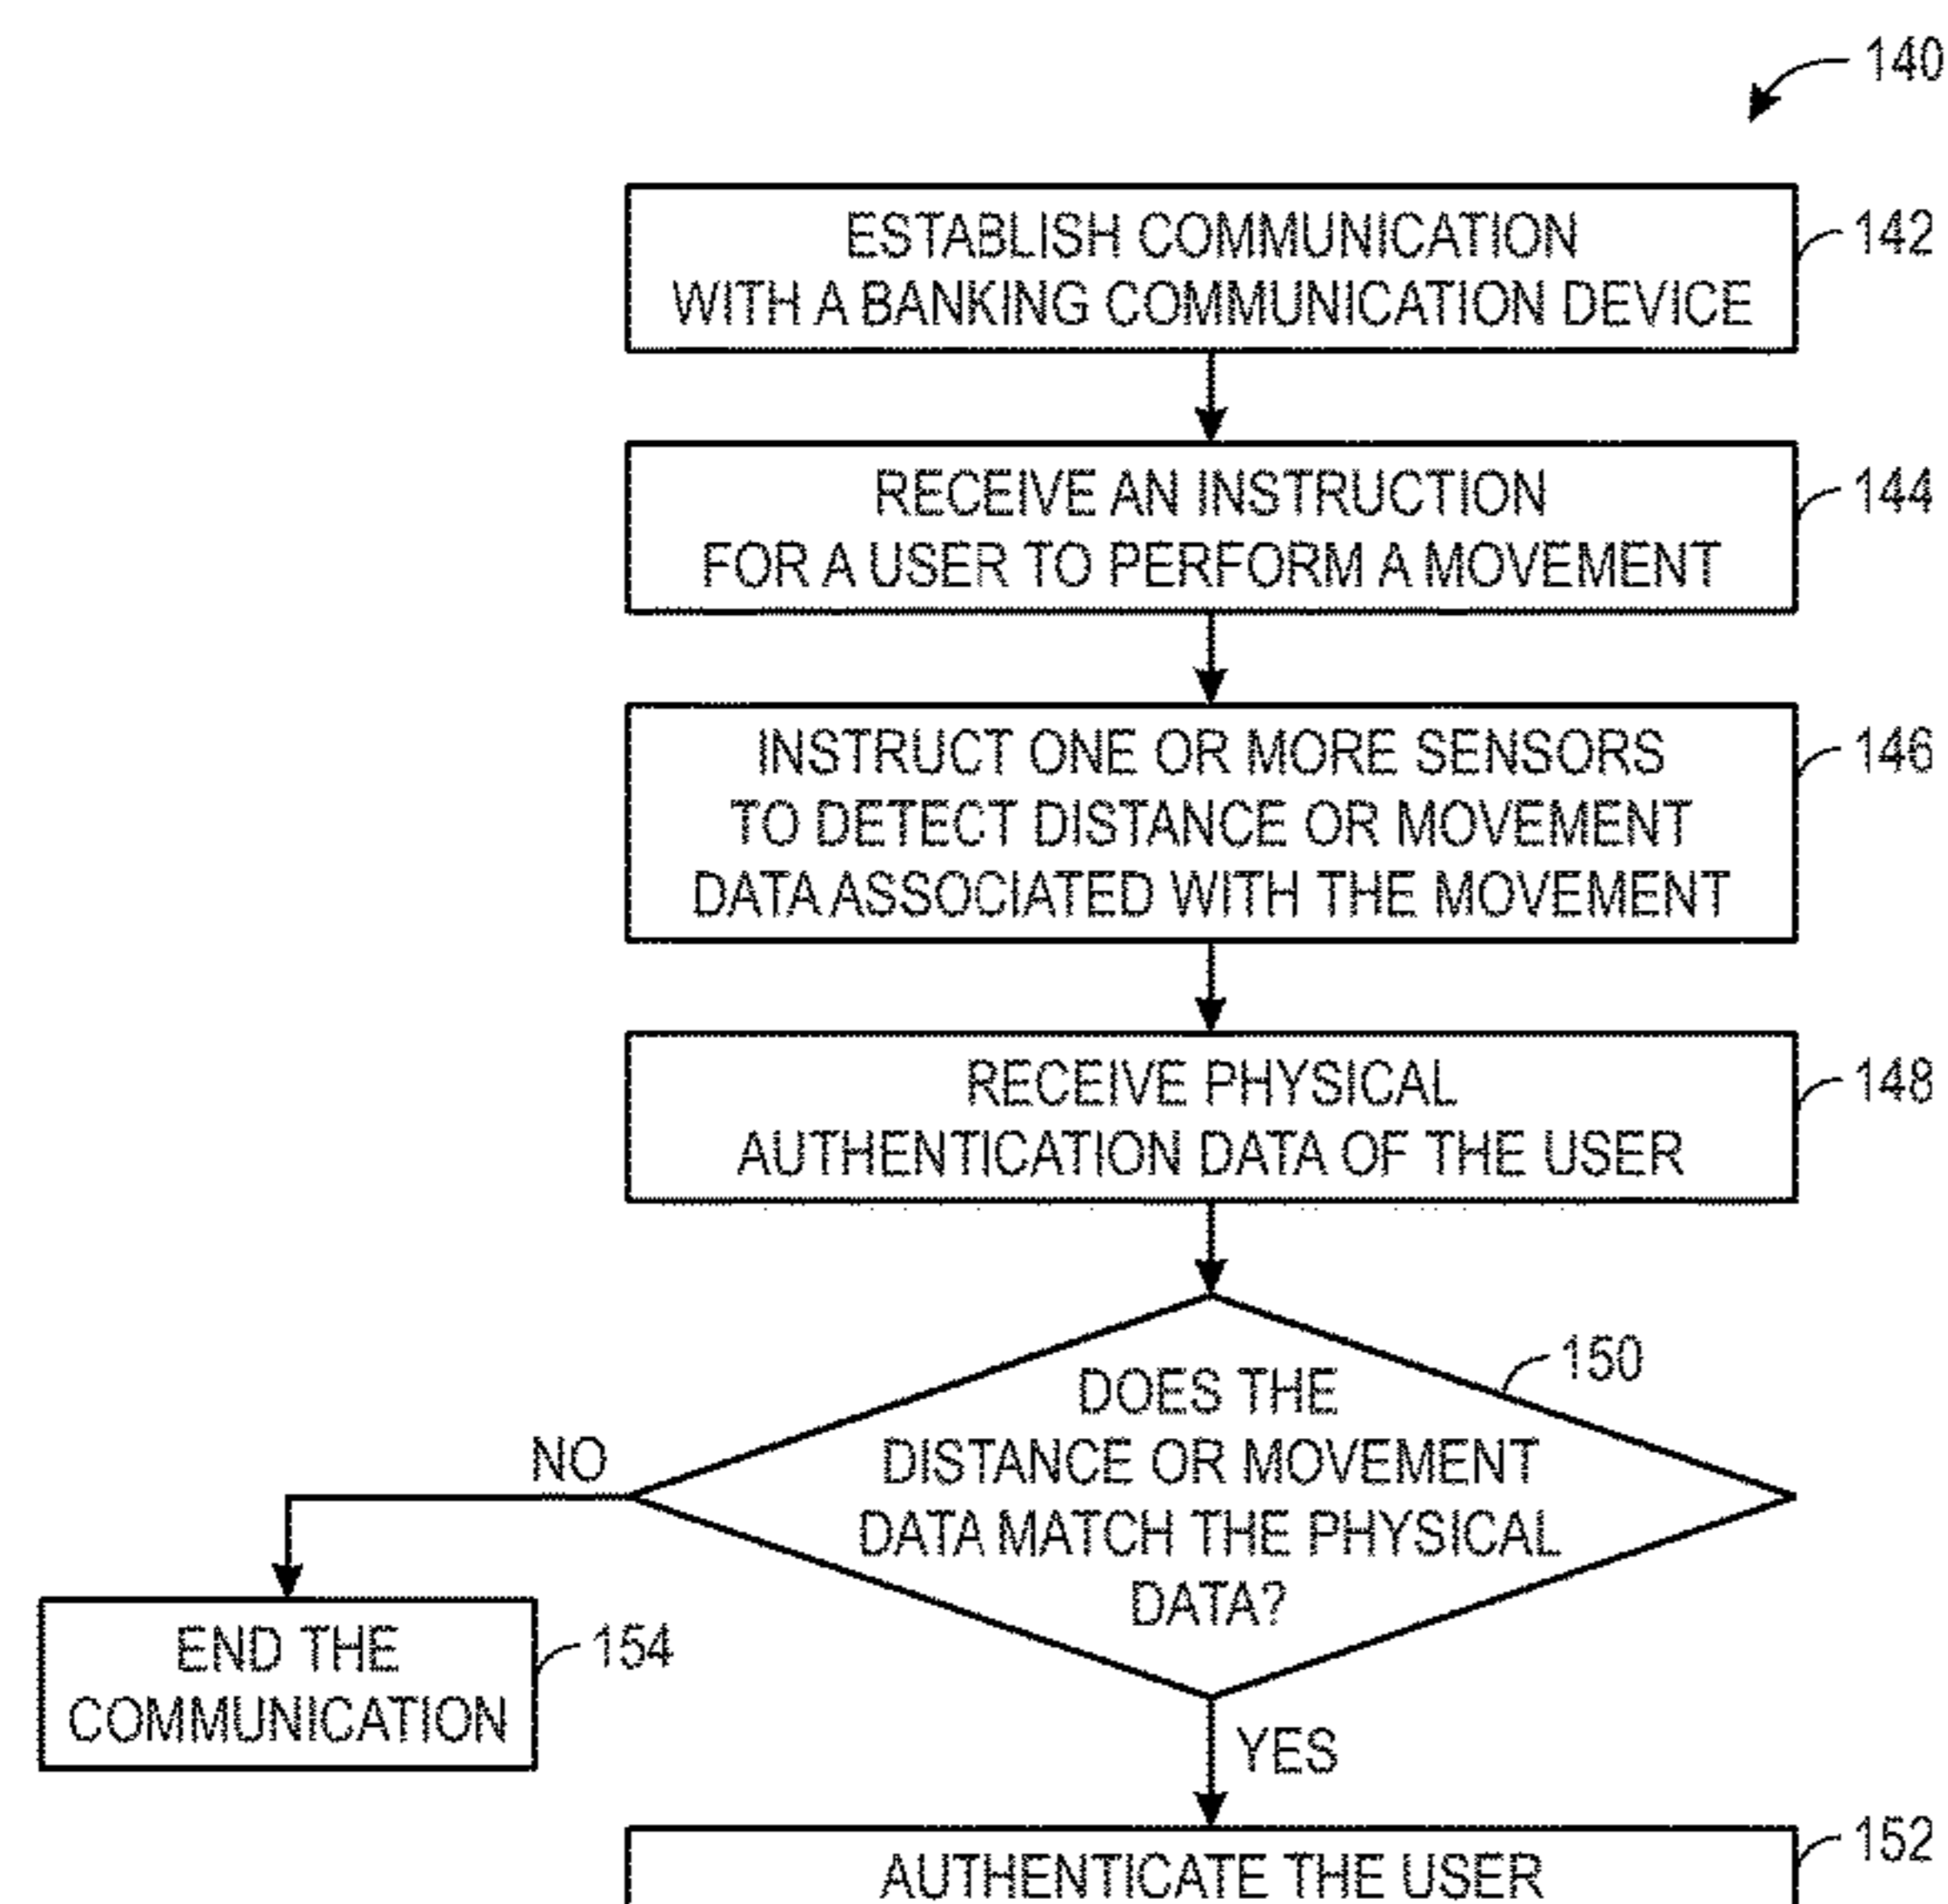 140
ESTABLISH COMMUNICATION
WITH A BANKING COMMUNICATION DEVICE
142
RECEIVE AN INSTRUCTION
FOR A USER TO PERFORM A MOVEMENT
144
INSTRUCT ONE OR MORE SENSORS
TO DETECT DISTANCE OR MOVEMENT
DATA ASSOCIATED WITH THE MOVEMENT
146
RECEIVE PHYSICAL
AUTHENTICATION DATA OF THE USER
148
DOES THE
DISTANCE OR MOVEMENT
DATA MATCH THE PHYSICAL
DATA?
150
NO
END THE
COMMUNICATION
154
YES
AUTHENTICATE THE USER
152